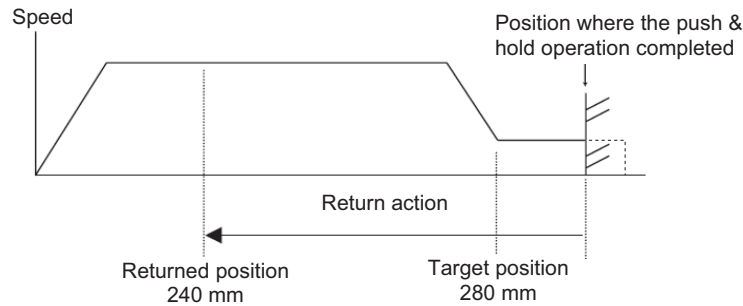 Speed
Position where the push &
hold operation completed
Return action
Returned position
240 mm
Target position
280 mm